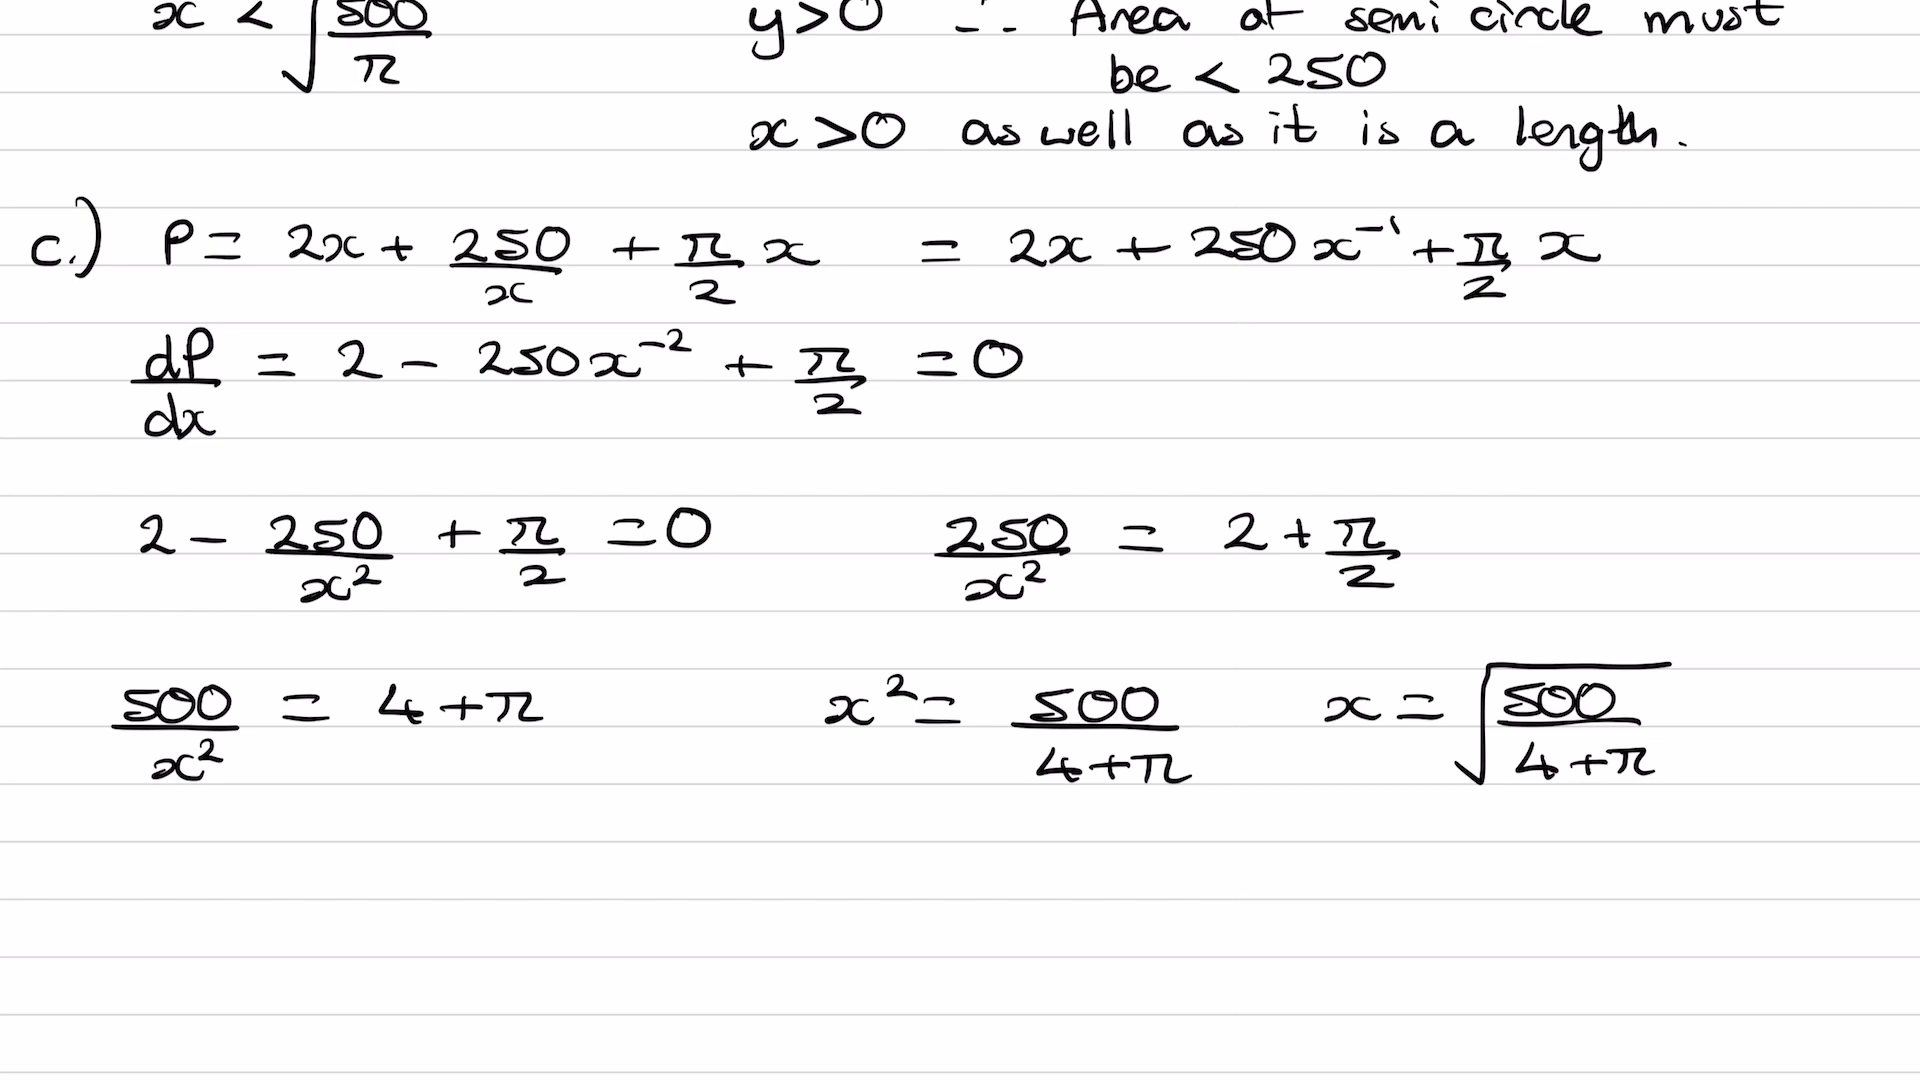 x < √(500/π)    y>0 ∴ Area of semi circle must
be < 250
x >0 as well as it is a length.
c.) P = 2x + 250/x + π/2 x = 2x + 250x⁻¹ + π/2 x
dP/dx = 2 - 250x⁻² + π/2 = 0
2 - 250/x² + π/2 = 0    250/x² = 2 + π/2
500/x² = 4+π    x² = 500/(4+π)    x = √(500/(4+π))